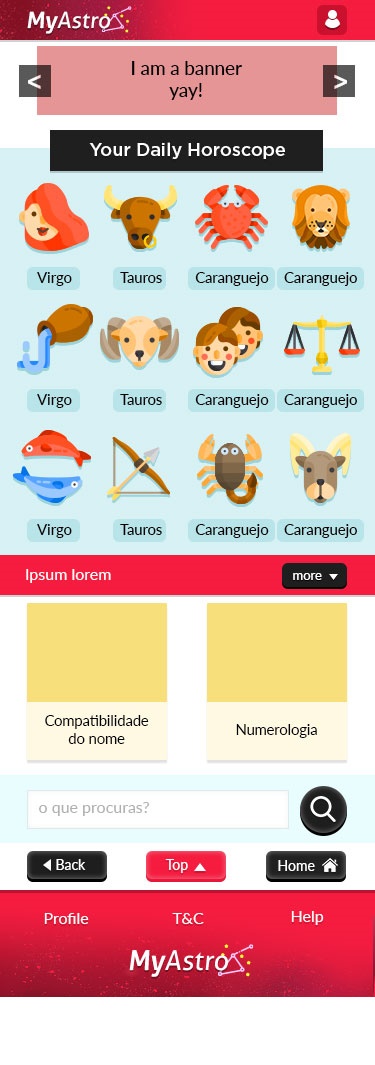 MyAstro
I am a banner
yay!
< >
Your Daily Horoscope
Virgo Tauros Caranguejo Caranguejo
Virgo Tauros Caranguejo Caranguejo
Virgo Tauros Caranguejo Caranguejo
Ipsum lorem more
Compatibilidade
do nome
Numerologia
o que procuras?
Back Top Home
Profile T&C Help
MyAstro